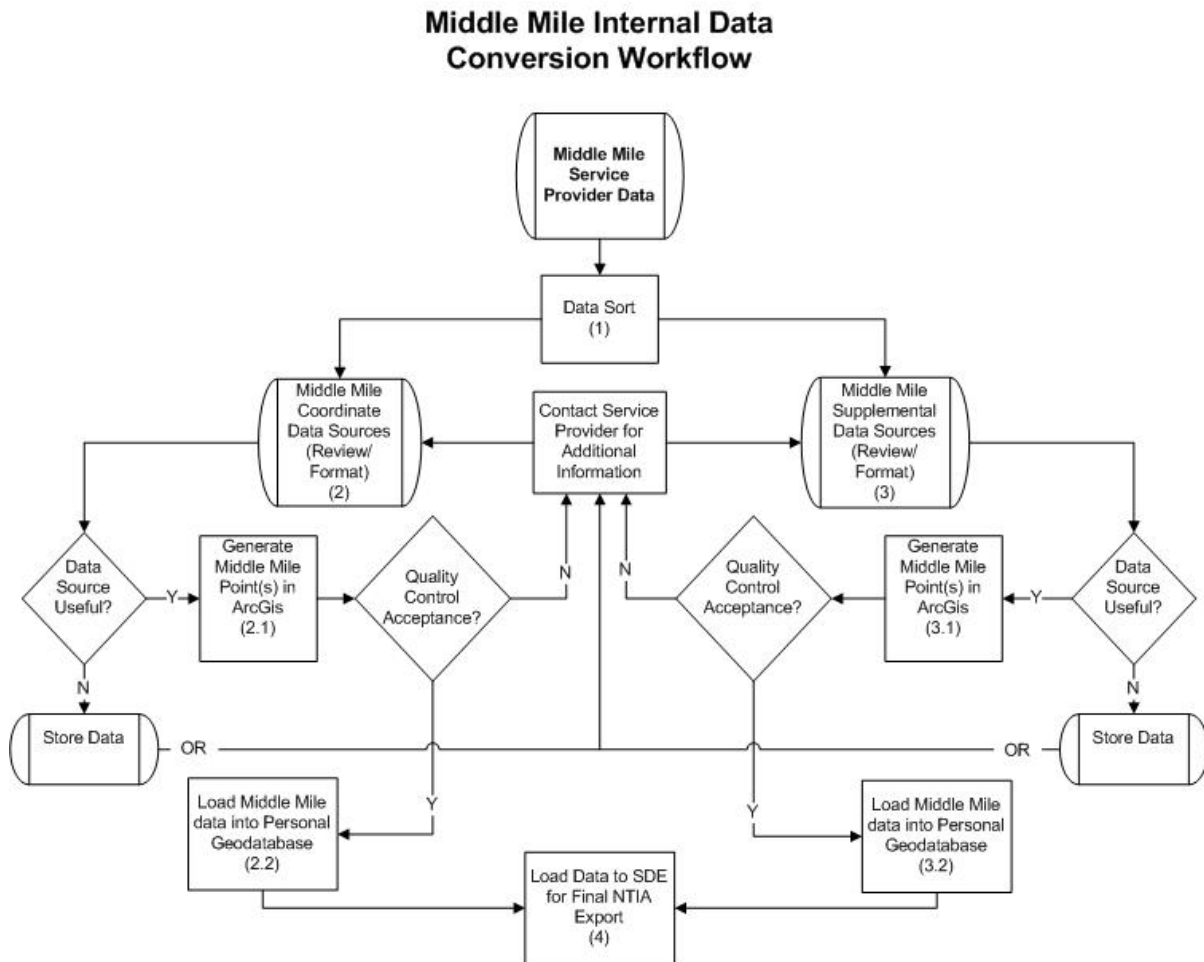 Middle Mile Internal Data
Conversion Workflow
Middle Mile
Service
Provider Data
Data Sort
(1)
Middle Mile
Coordinate
Data Sources
(Review/
Format)
(2)
Contact Service
Provider for
Additional
Information
Middle Mile
Supplemental
Data Sources
(Review/
Format)
(3)
Data
Source
Useful?
Y
Generate
Middle Mile
Point(s) in
ArcGis
(2.1)
Quality
Control
Acceptance?
N
N
Quality
Control
Acceptance?
Generate
Middle Mile
Point(s) in
ArcGis
(3.1)
Y
Data
Source
Useful?
N
N
Store Data
OR
OR
Store Data
Y
Y
Load Middle Mile
data into Personal
Geodatabase
(2.2)
Load Middle Mile
data into Personal
Geodatabase
(3.2)
Load Data to SDE
for Final NTIA
Export
(4)